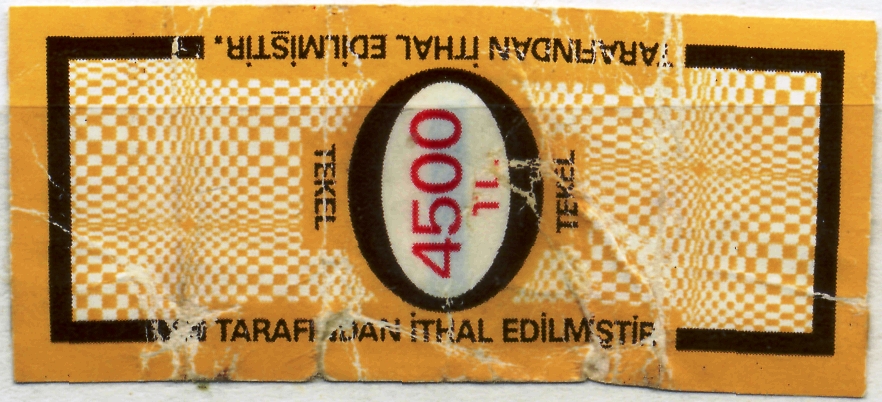 TARAFINDAN İTHAL EDİLMİŞTİR.
TEKEL
4500
TL.
TEKEL
TARAFINDAN İTHAL EDİLMİŞTİR